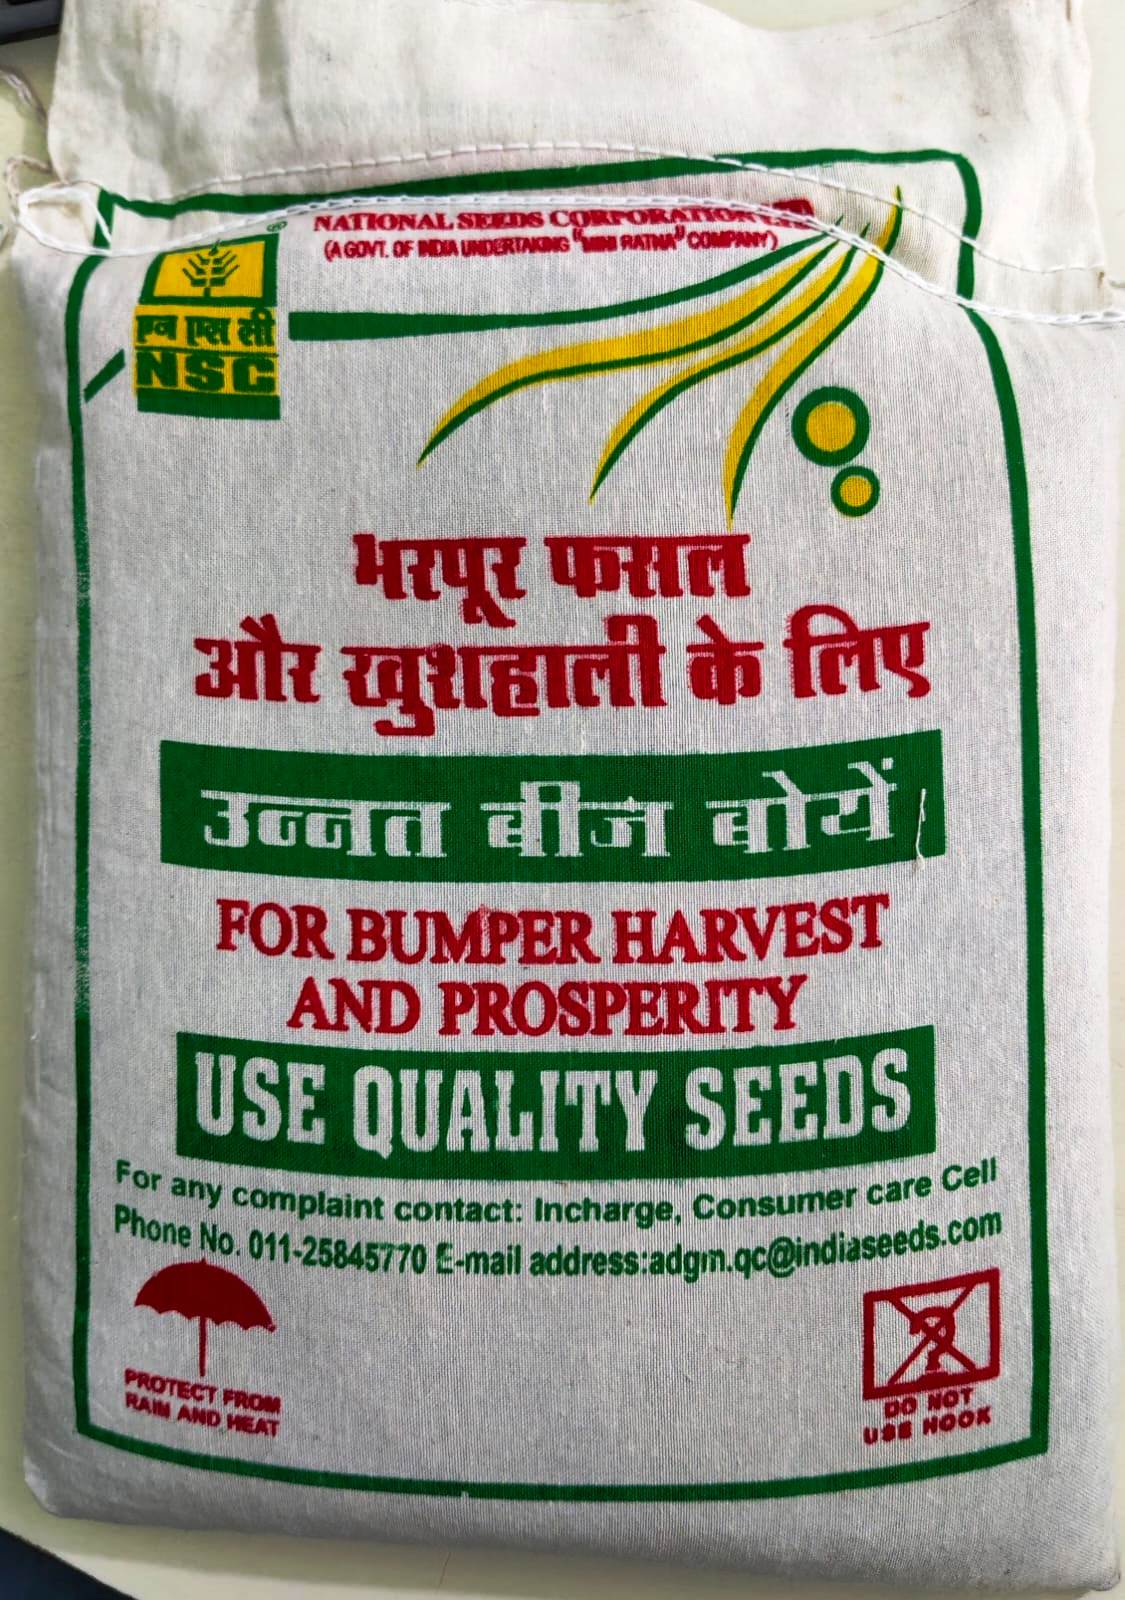 NATIONAL SEEDS CORPORATION
(A GOVT. OF INDIA UNDERTAKING "MINI RATNA" COMPANY)
®
एन एस सी
NSC
भरपूर फसल
और खुशहाली के लिए
उन्नत बीज बोयें
FOR BUMPER HARVEST
AND PROSPERITY
USE QUALITY SEEDS
For any complaint contact: Incharge, Consumer care Cell
Phone No. 011-25845770 E-mail address:adgm.qc@indiaseeds.com
PROTECT FROM
RAIN AND HEAT
DO NOT
USE HOOK